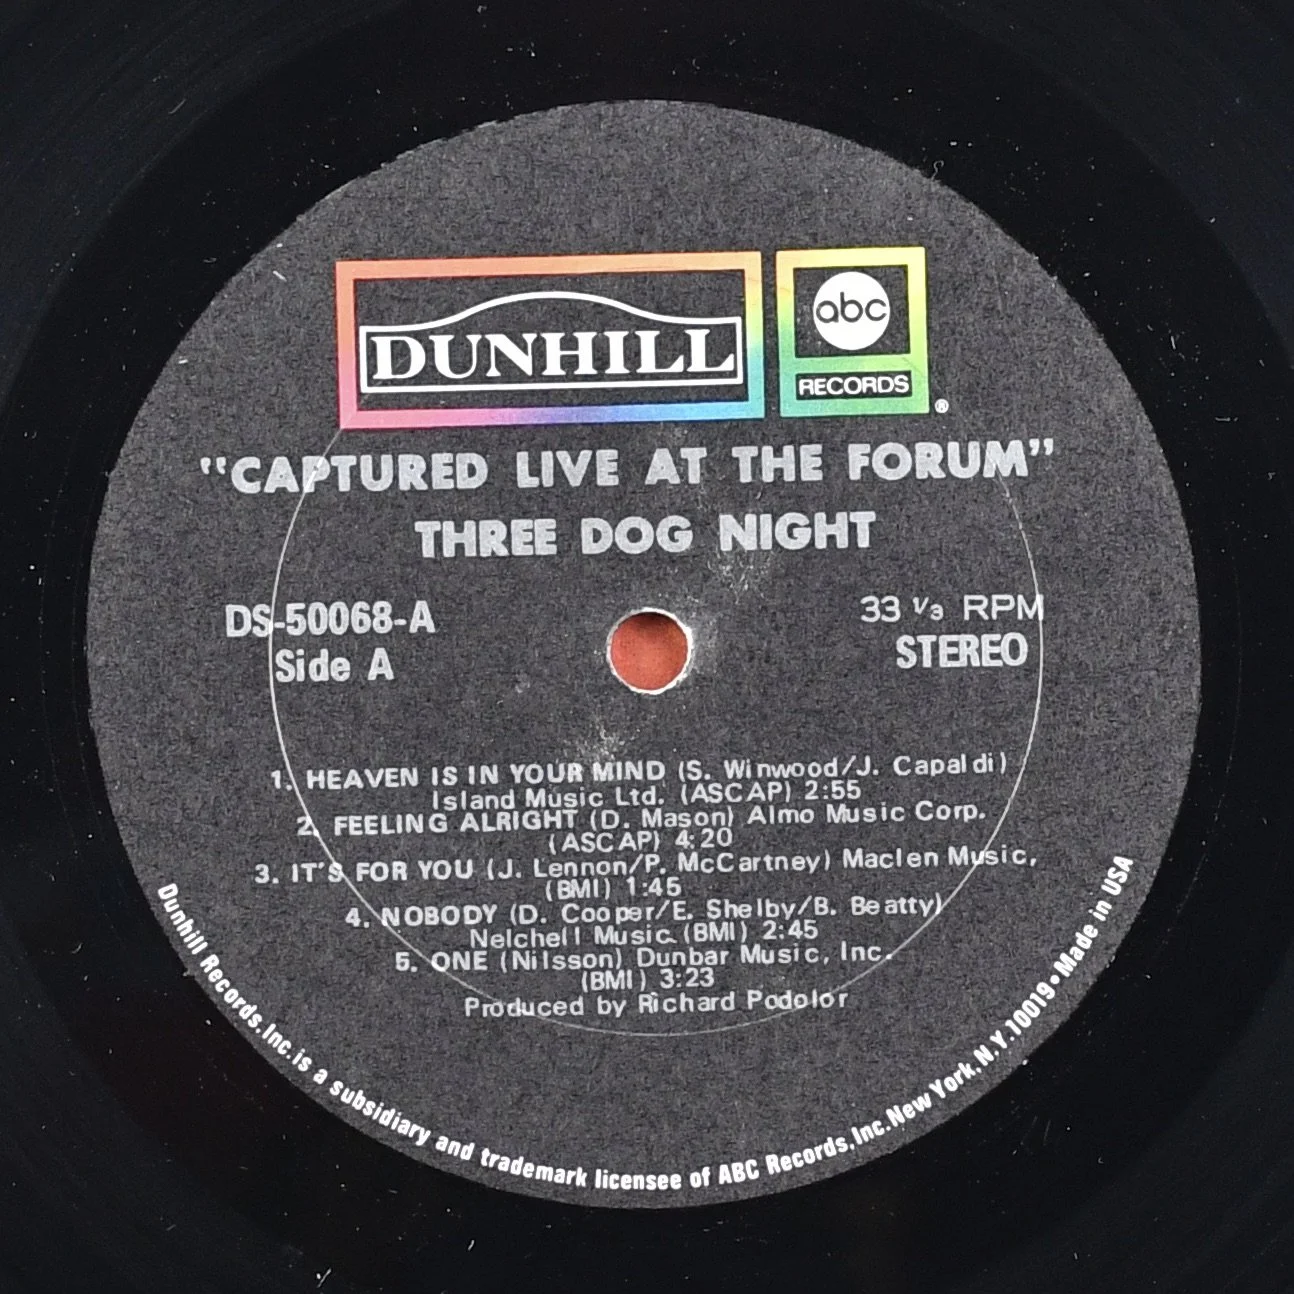 DUNHILL
abc
RECORDS
®
"CAPTURED LIVE AT THE FORUM"
THREE DOG NIGHT
DS-50068-A
Side A
33 1/3 RPM
STEREO
1. HEAVEN IS IN YOUR MIND (S. Winwood/J. Capaldi)
Island Music Ltd. (ASCAP) 2:55
2. FEELING ALRIGHT (D. Mason) Almo Music Corp.
(ASCAP) 4:20
3. IT'S FOR YOU (J. Lennon/P. McCartney) Maclen Music,
(BMI) 1:45
4. NOBODY (D. Cooper/E. Shelby/B. Beatty)
Nelchell Music (BMI) 2:45
5. ONE (Nilsson) Dunbar Music, Inc.
(BMI) 3:23
Produced by Richard Podolor
Dunhill Records, Inc. is a subsidiary and trademark licensee of ABC Records, Inc. New York, N.Y. 10019 • Made in USA